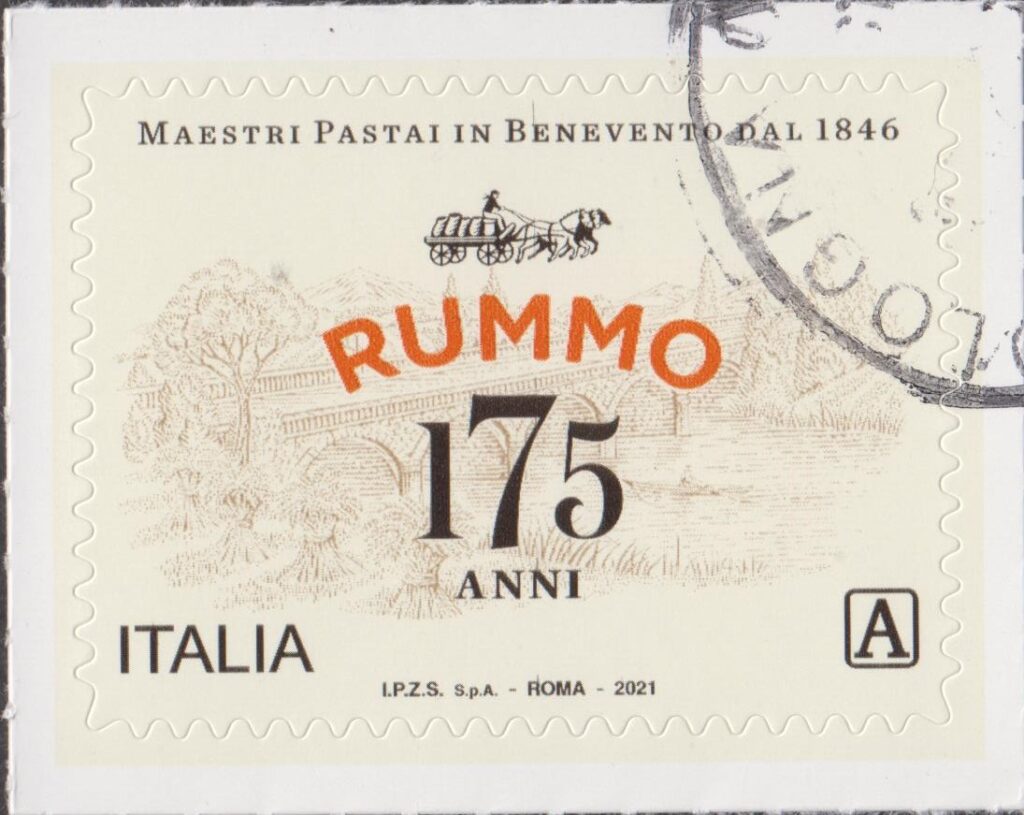 MAESTRI PASTAI IN BENEVENTO DAL 1846
RUMMO
175
ANNI
ITALIA
A
I.P.Z.S. S.p.A. - ROMA - 2021